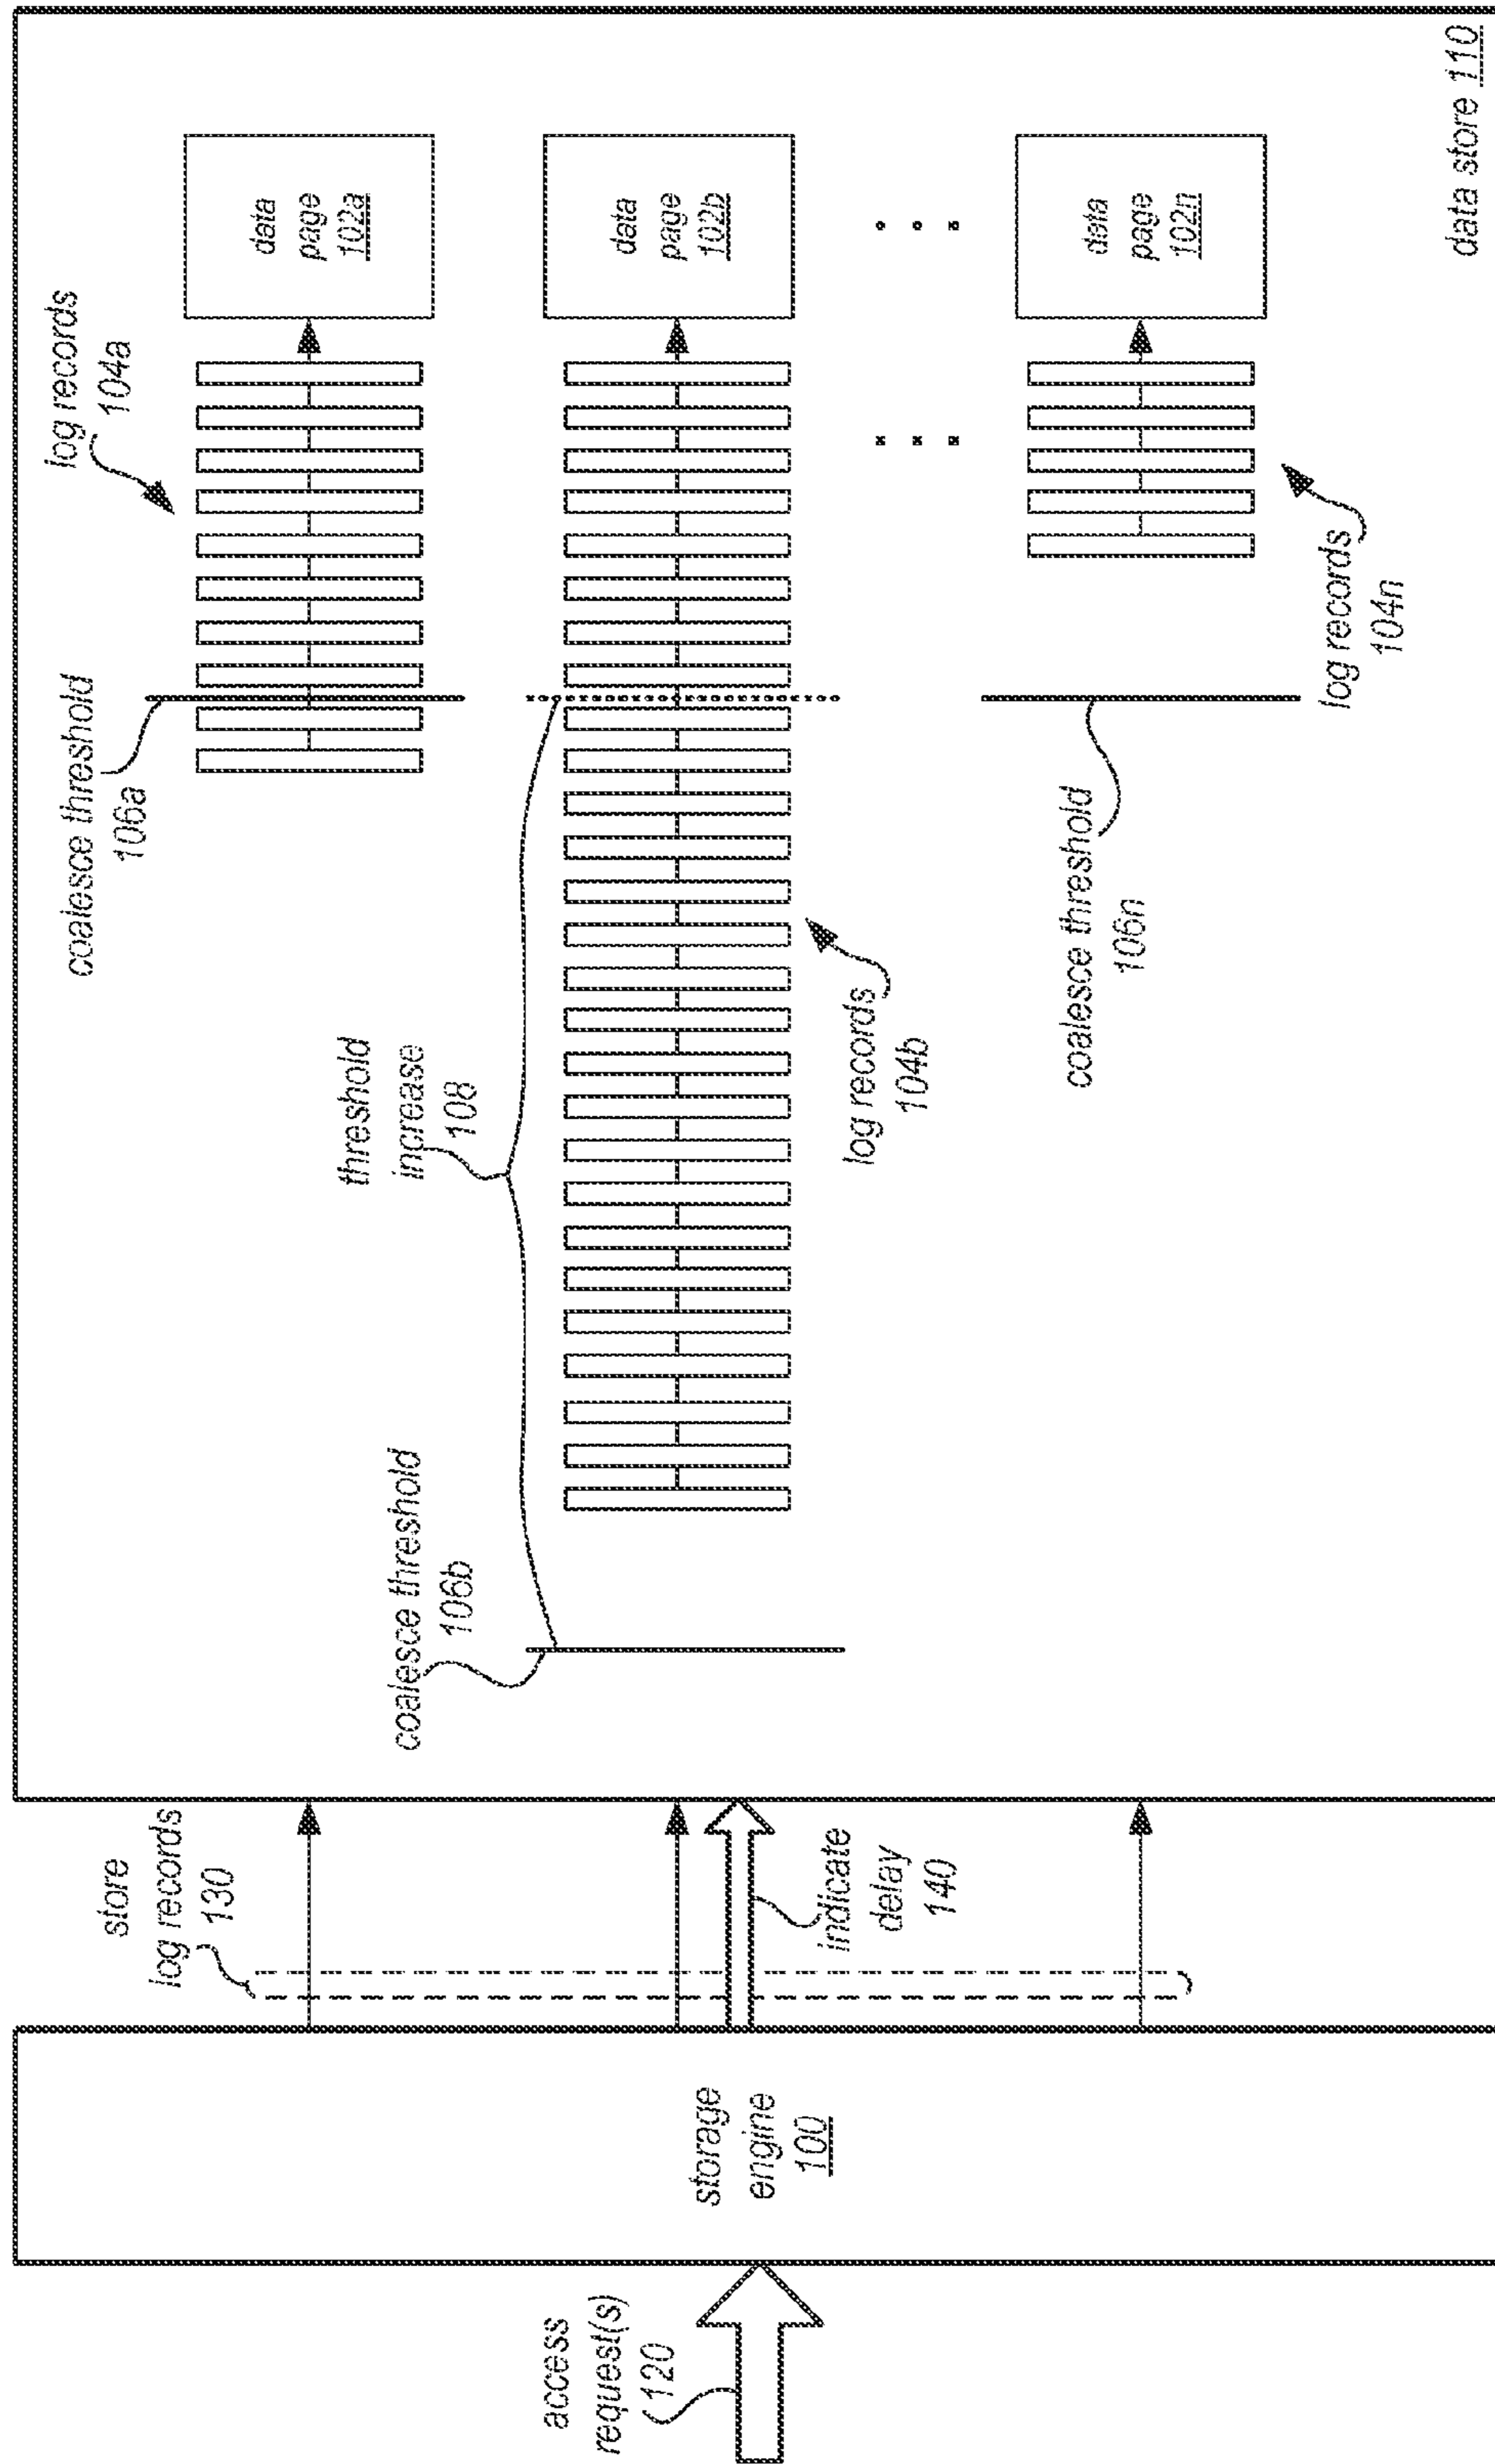 access
request(s)
120
storage
engine
100
store
log records
130
indicate
delay
140
coalesce threshold
106b
threshold
increase
108
coalesce threshold
106a
log records
104a
log records
104b
coalesce threshold
106n
log records
104n
data
page
102a
data
page
102b
data
page
102n
data store 110